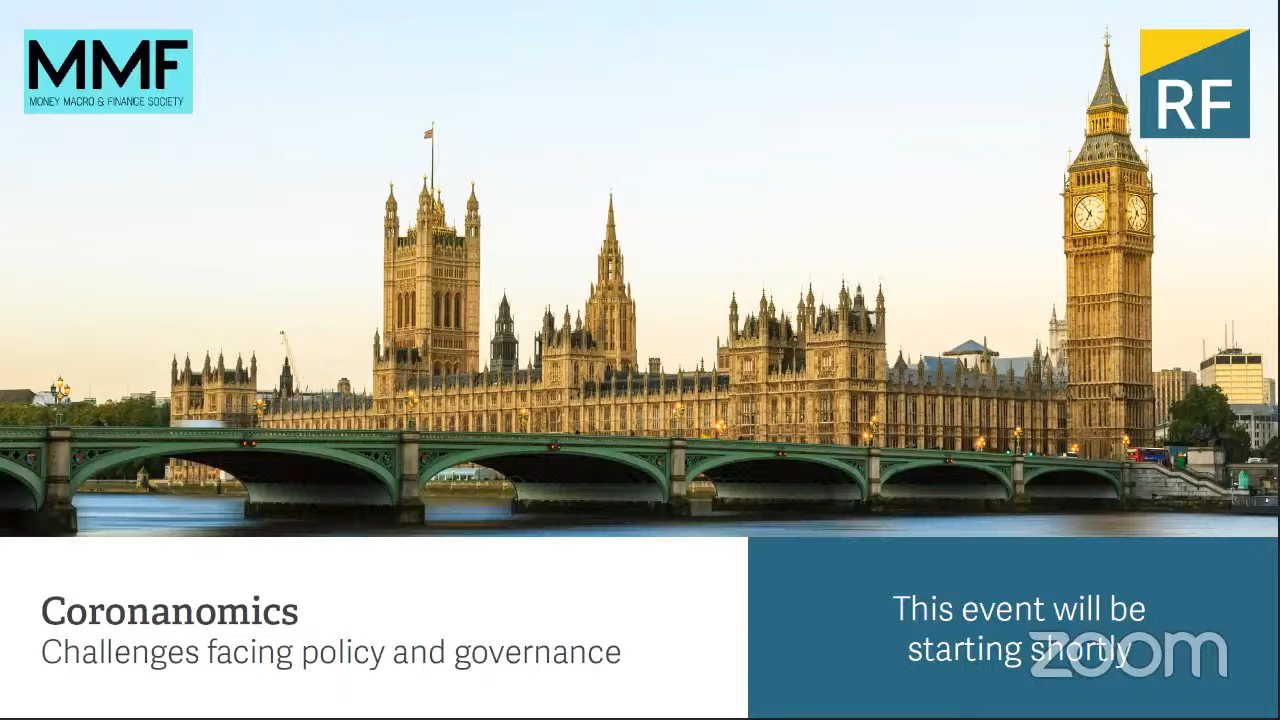 MMF
MONEY MACRO & FINANCE SOCIETY
RF
Coronanomics
Challenges facing policy and governance
This event will be
starting shortly
zoom